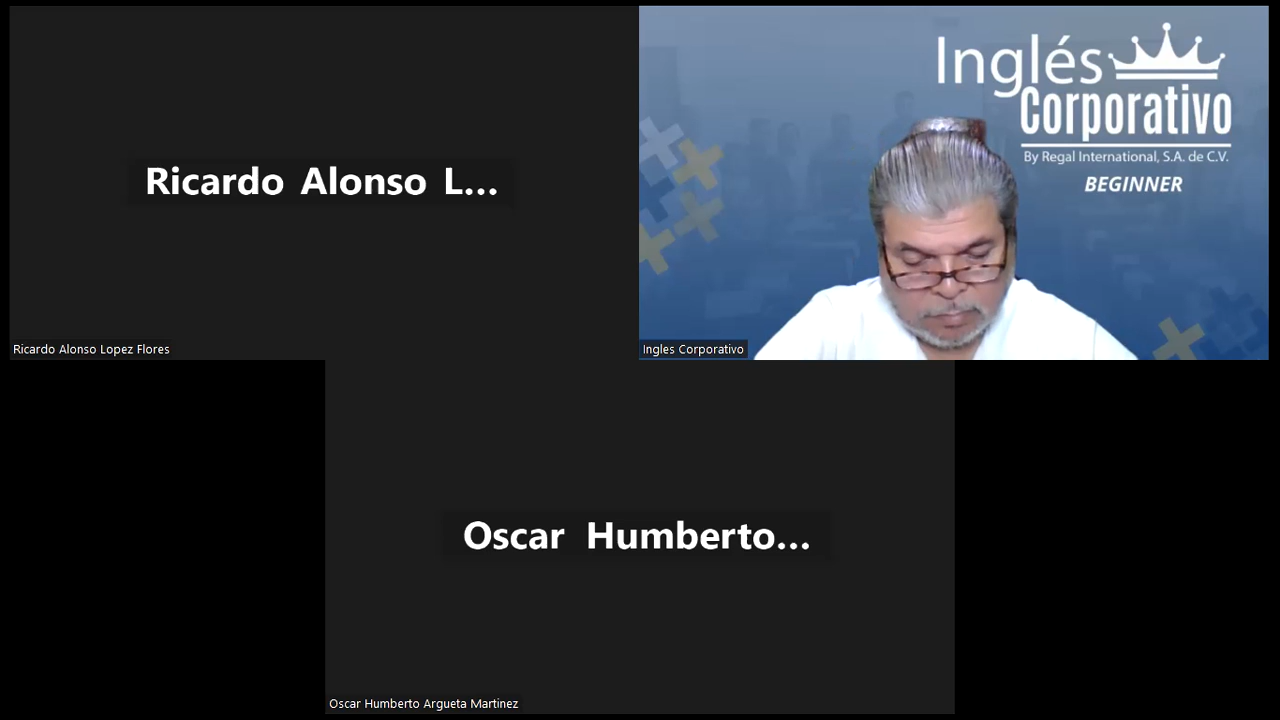 Ricardo Alonso L...
Ricardo Alonso Lopez Flores
Inglés
Corporativo
By Regal International, S.A. de C.V.
BEGINNER
Ingles Corporativo
Oscar Humberto...
Oscar Humberto Argueta Martinez